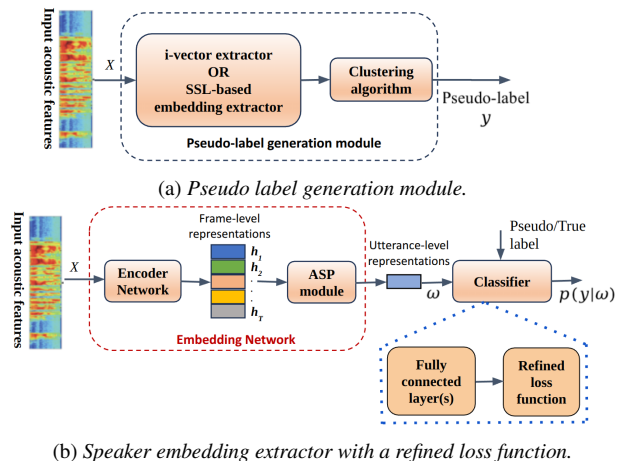 Input acoustic features
X
i-vector extractor
OR
SSL-based
embedding extractor
Clustering
algorithm
Pseudo-label
y
Pseudo-label generation module
(a) Pseudo label generation module.
Input acoustic features
X
Encoder
Network
Frame-level
representations
h1
h2
.
.
hT
ASP
module
Embedding Network
Utterance-level
representations
ω
Pseudo/True
label
Classifier
p(y|ω)
Fully
connected
layer(s)
Refined
loss
function
(b) Speaker embedding extractor with a refined loss function.